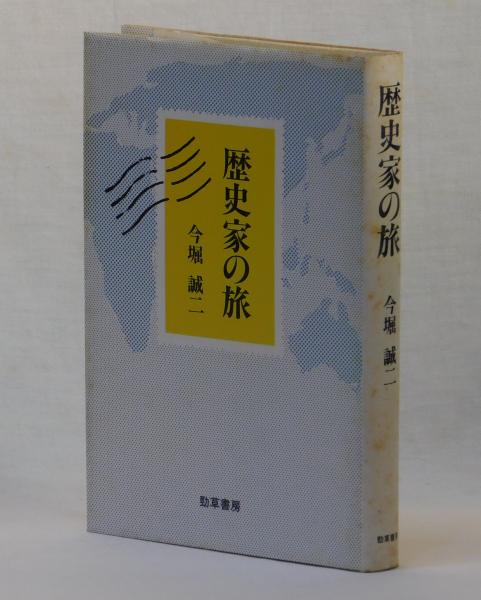 歴史家の旅
今堀 誠二
勁草書房
歴史家の旅
今堀 誠二
勁草書房